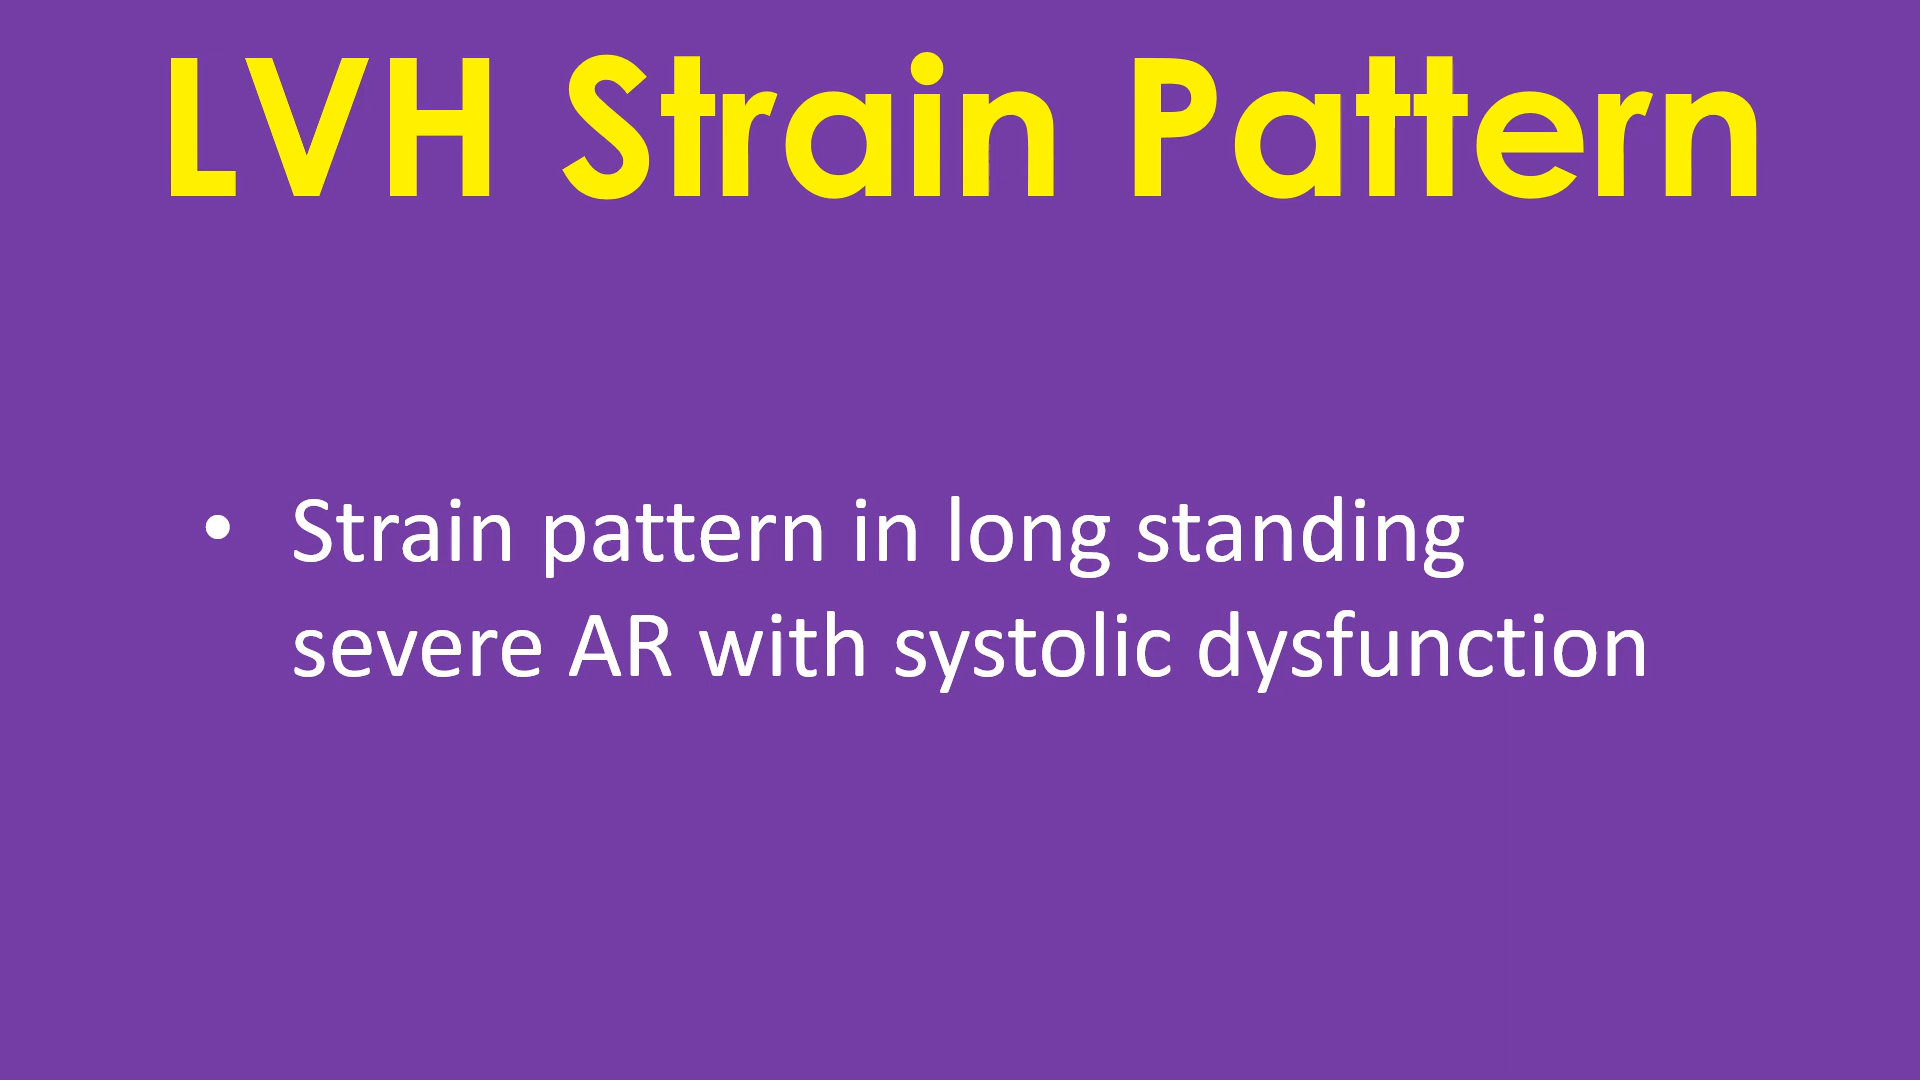 LVH Strain Pattern
• Strain pattern in long standing
severe AR with systolic dysfunction